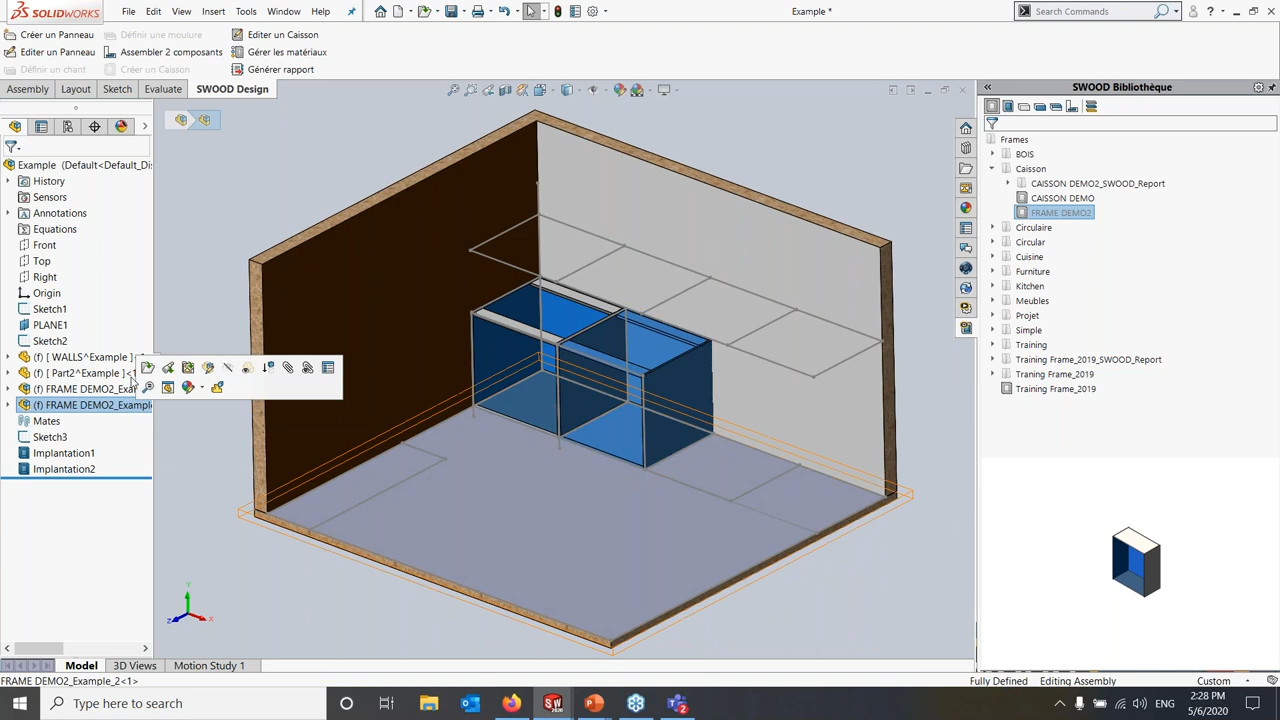 SOLIDWORKS File Edit View Insert Tools Window Help Example * Search Commands
Créer un Panneau Définir une moulure Editer un Caisson
Editer un Panneau Assembler 2 composants Gérer les matériaux
Définir un chant Créer un Caisson Générer rapport
Assembly Layout Sketch Evaluate SWOOD Design
SWOOD Bibliothèque
Example (Default<Default_Di
History
Sensors
Annotations
Equations
Front
Top
Right
Origin
Sketch1
PLANE1
Sketch2
(f) [ WALLS^Example ]
(f) [ Part2^Example ]<1
(f) FRAME DEMO2_Exa
(f) FRAME DEMO2_Example
Mates
Sketch3
Implantation1
Implantation2
Frames
BOIS
Caisson
CAISSON DEMO2_SWOOD_Report
CAISSON DEMO
FRAME DEMO2
Circulaire
Circular
Cuisine
Furniture
Kitchen
Meubles
Projet
Simple
Training
Training Frame_2019_SWOOD_Report
Traning Frame_2019
Training Frame_2019
Z Y X
Model 3D Views Motion Study 1
FRAME DEMO2_Example_2<1> Fully Defined Editing Assembly Custom
Type here to search
ENG
2:28 PM
5/6/2020